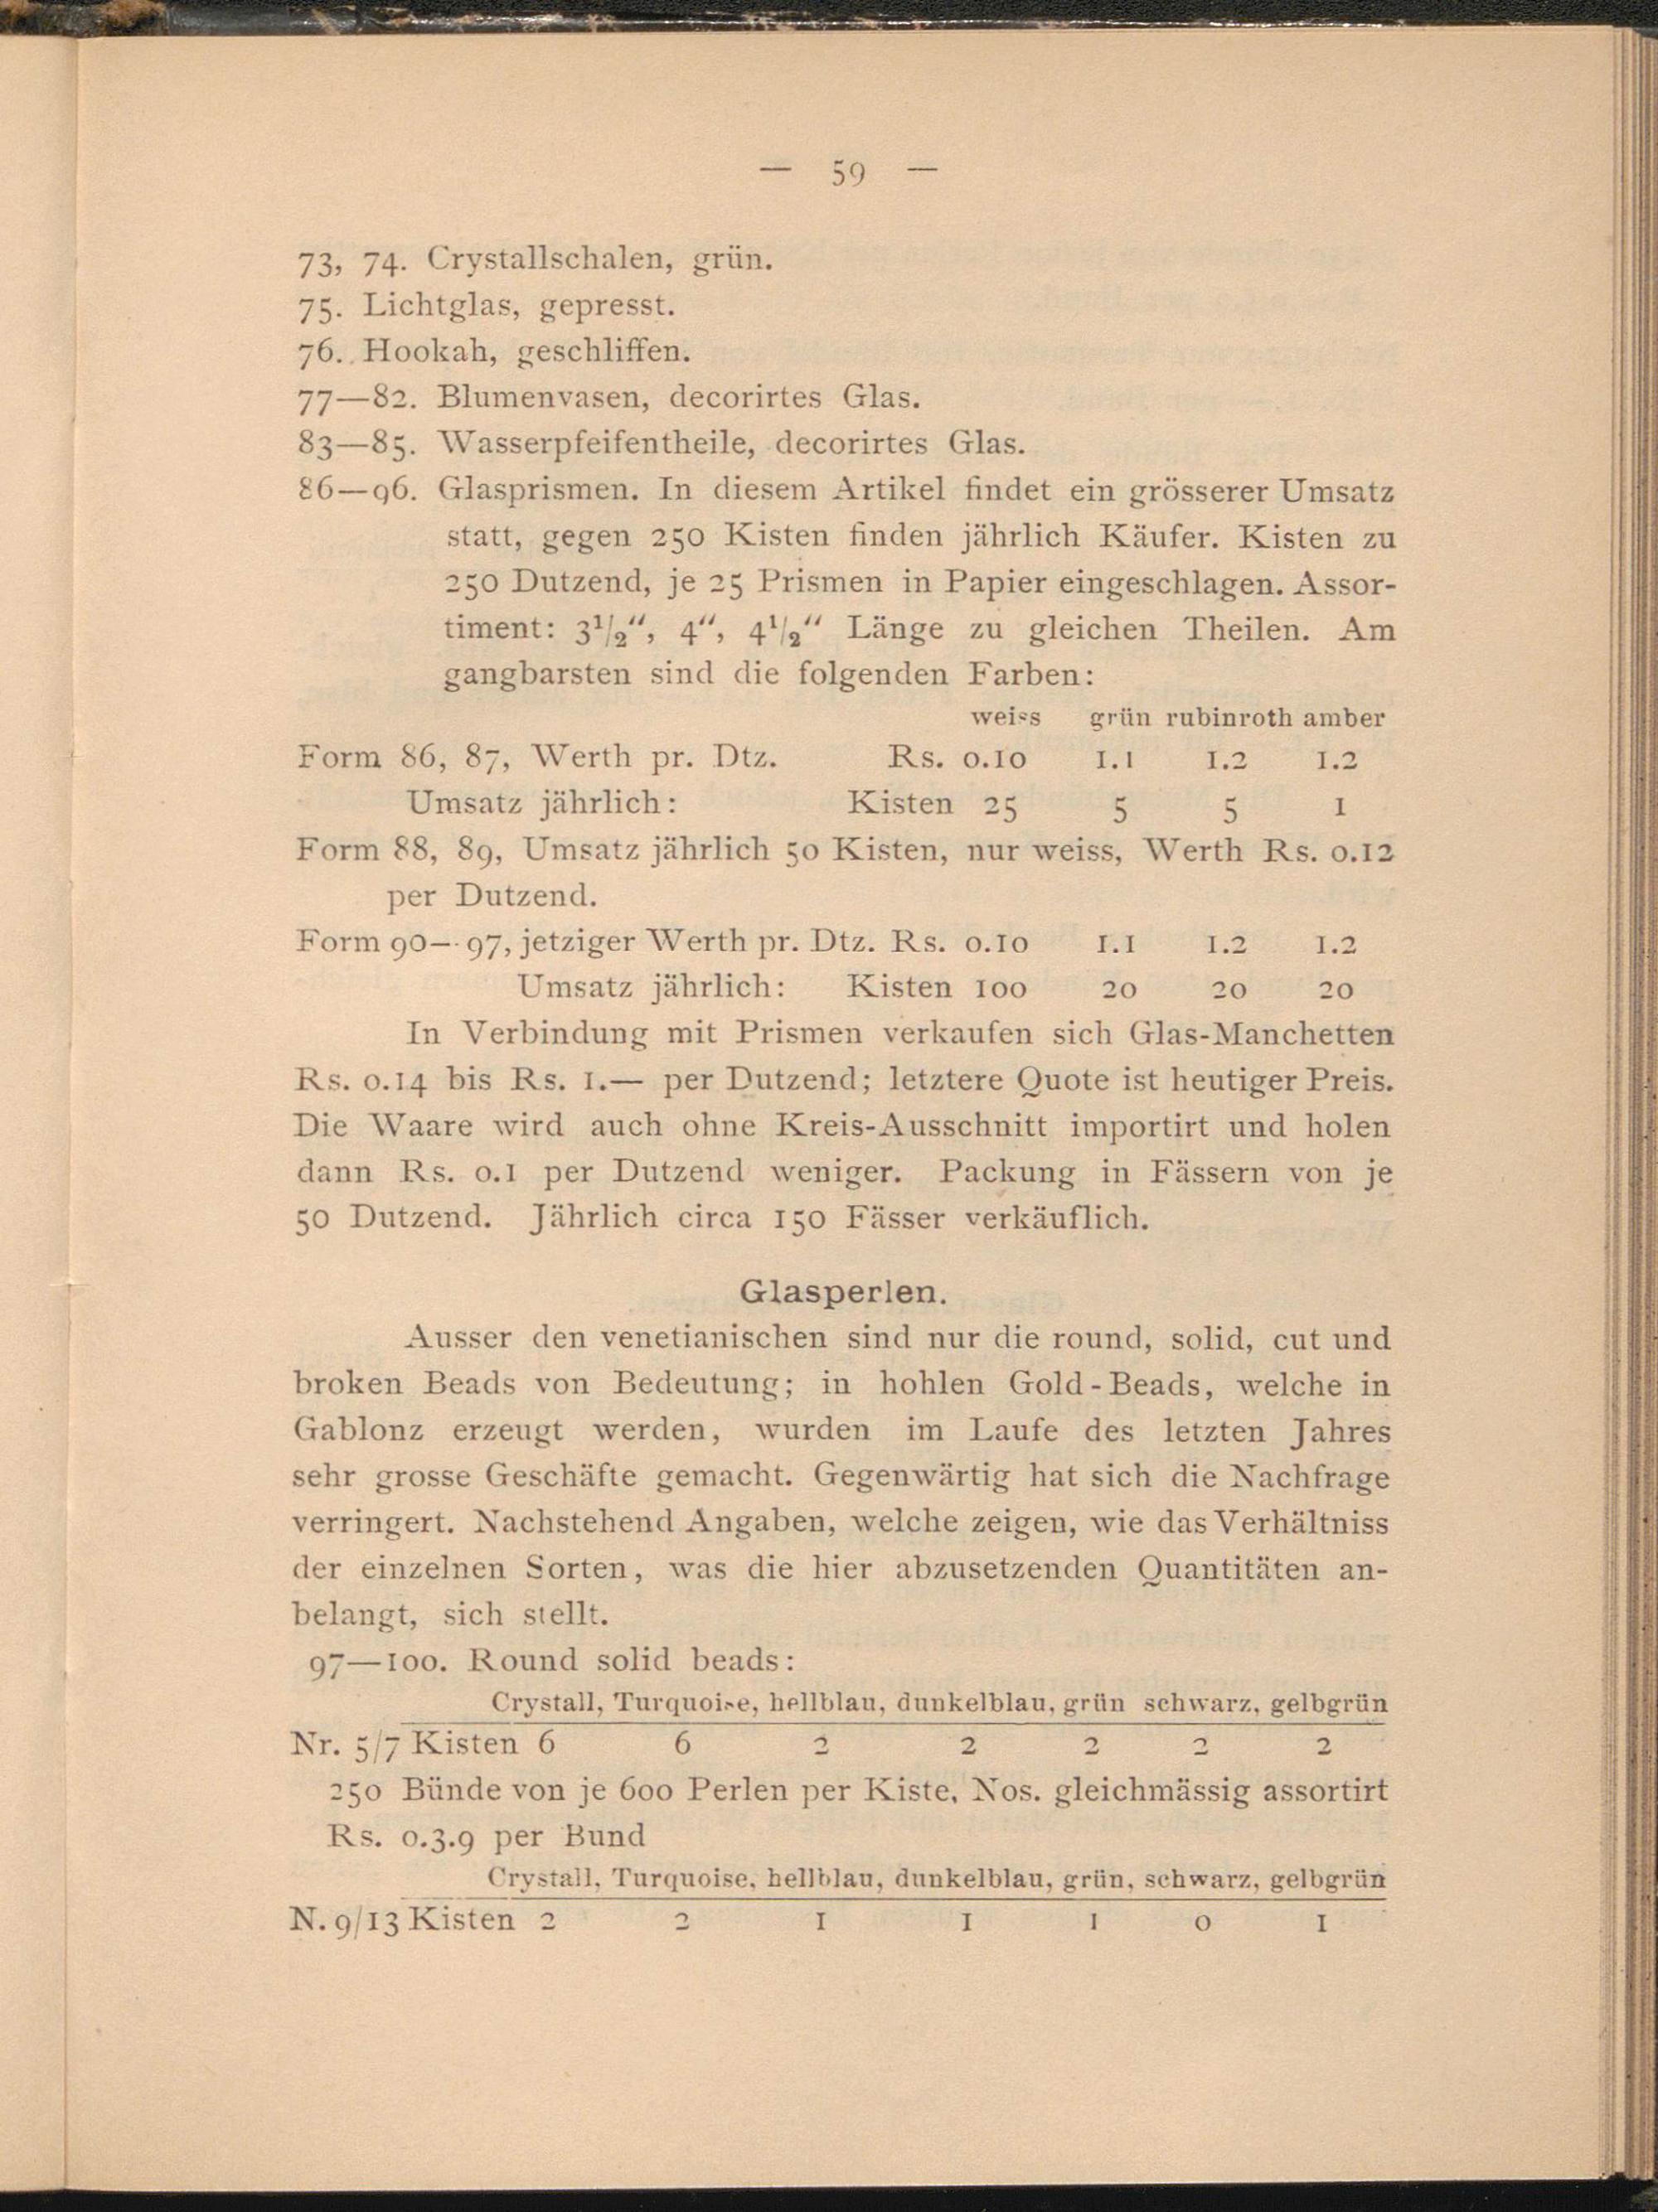 — 59 —
73, 74. Crystallschalen, grün.
75. Lichtglas, gepresst.
76. Hookah, geschliffen.
77—82. Blumenvasen, decorirtes Glas.
83—85. Wasserpfeifentheile, decorirtes Glas.
86—96. Glasprismen. In diesem Artikel findet ein grösserer Umsatz
statt, gegen 250 Kisten finden jährlich Käufer. Kisten zu
250 Dutzend, je 25 Prismen in Papier eingeschlagen. Assor-
timent: 3½“, 4“, 4½“ Länge zu gleichen Theilen. Am
gangbarsten sind die folgenden Farben:
weiss grün rubinroth amber
Form 86, 87, Werth pr. Dtz. Rs. 0.10 1.1 1.2 1.2
Umsatz jährlich: Kisten 25 5 5 1
Form 88, 89, Umsatz jährlich 50 Kisten, nur weiss, Werth Rs. 0.12
per Dutzend.
Form 90—97, jetziger Werth pr. Dtz. Rs. 0.10 1.1 1.2 1.2
Umsatz jährlich: Kisten 100 20 20 20
In Verbindung mit Prismen verkaufen sich Glas-Manchetten
Rs. 0.14 bis Rs. 1.— per Dutzend; letztere Quote ist heutiger Preis.
Die Waare wird auch ohne Kreis-Ausschnitt importirt und holen
dann Rs. 0.1 per Dutzend weniger. Packung in Fässern von je
50 Dutzend. Jährlich circa 150 Fässer verkäuflich.
Glasperlen.
Ausser den venetianischen sind nur die round, solid, cut und
broken Beads von Bedeutung; in hohlen Gold-Beads, welche in
Gablonz erzeugt werden, wurden im Laufe des letzten Jahres
sehr grosse Geschäfte gemacht. Gegenwärtig hat sich die Nachfrage
verringert. Nachstehend Angaben, welche zeigen, wie das Verhältniss
der einzelnen Sorten, was die hier abzusetzenden Quantitäten an-
belangt, sich stellt.
97—100. Round solid beads:
Crystall, Turquoise, hellblau, dunkelblau, grün schwarz, gelbgrün
Nr. 5/7 Kisten 6 6 2 2 2 2 2
250 Bünde von je 600 Perlen per Kiste, Nos. gleichmässig assortirt
Rs. 0.3.9 per Bund
Crystall, Turquoise, hellblau, dunkelblau, grün, schwarz, gelbgrün
N. 9/13 Kisten 2 2 1 1 1 0 1